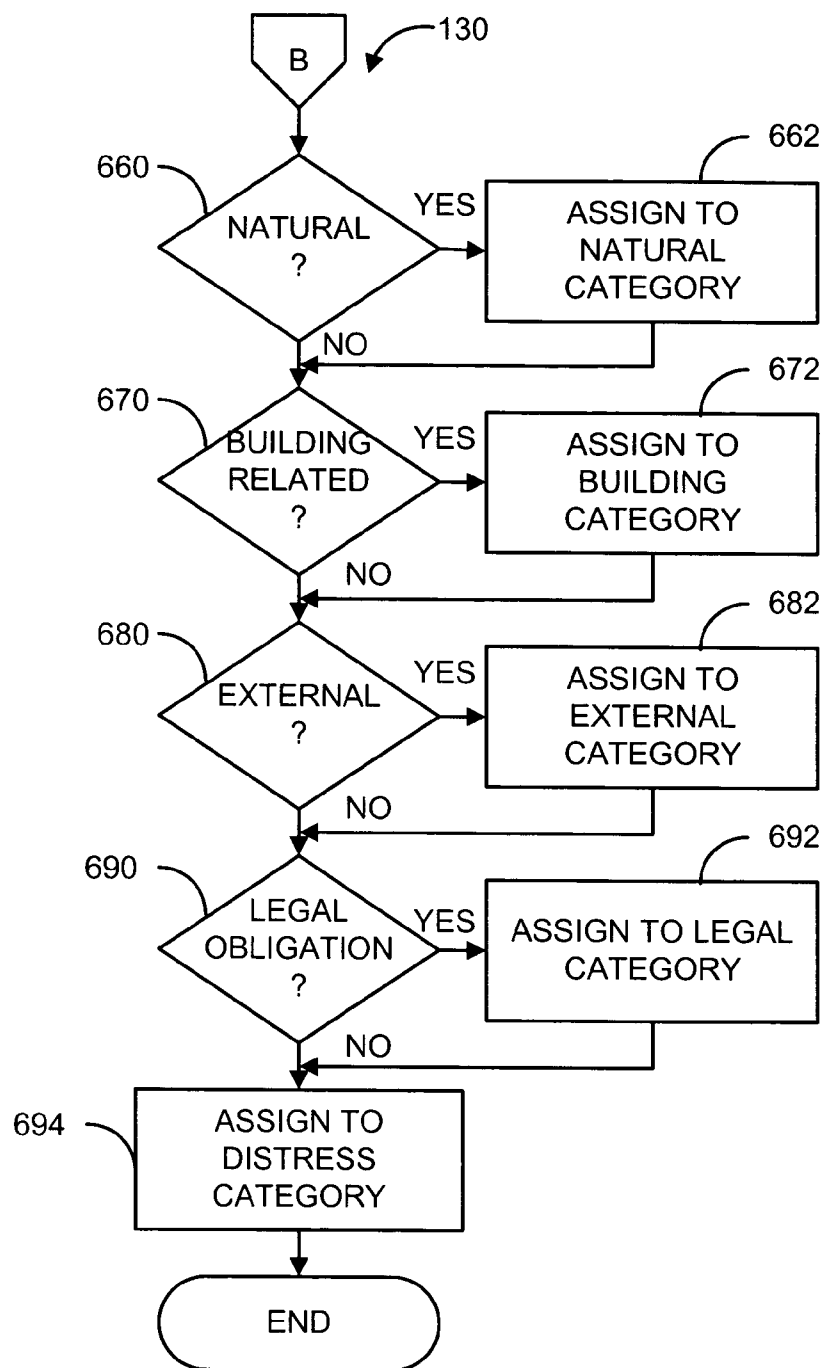 B
130
660
NATURAL
?
YES
662
ASSIGN TO
NATURAL
CATEGORY
NO
670
BUILDING
RELATED
?
YES
672
ASSIGN TO
BUILDING
CATEGORY
NO
680
EXTERNAL
?
YES
682
ASSIGN TO
EXTERNAL
CATEGORY
NO
690
LEGAL
OBLIGATION
?
YES
692
ASSIGN TO LEGAL
CATEGORY
NO
694
ASSIGN TO
DISTRESS
CATEGORY
END